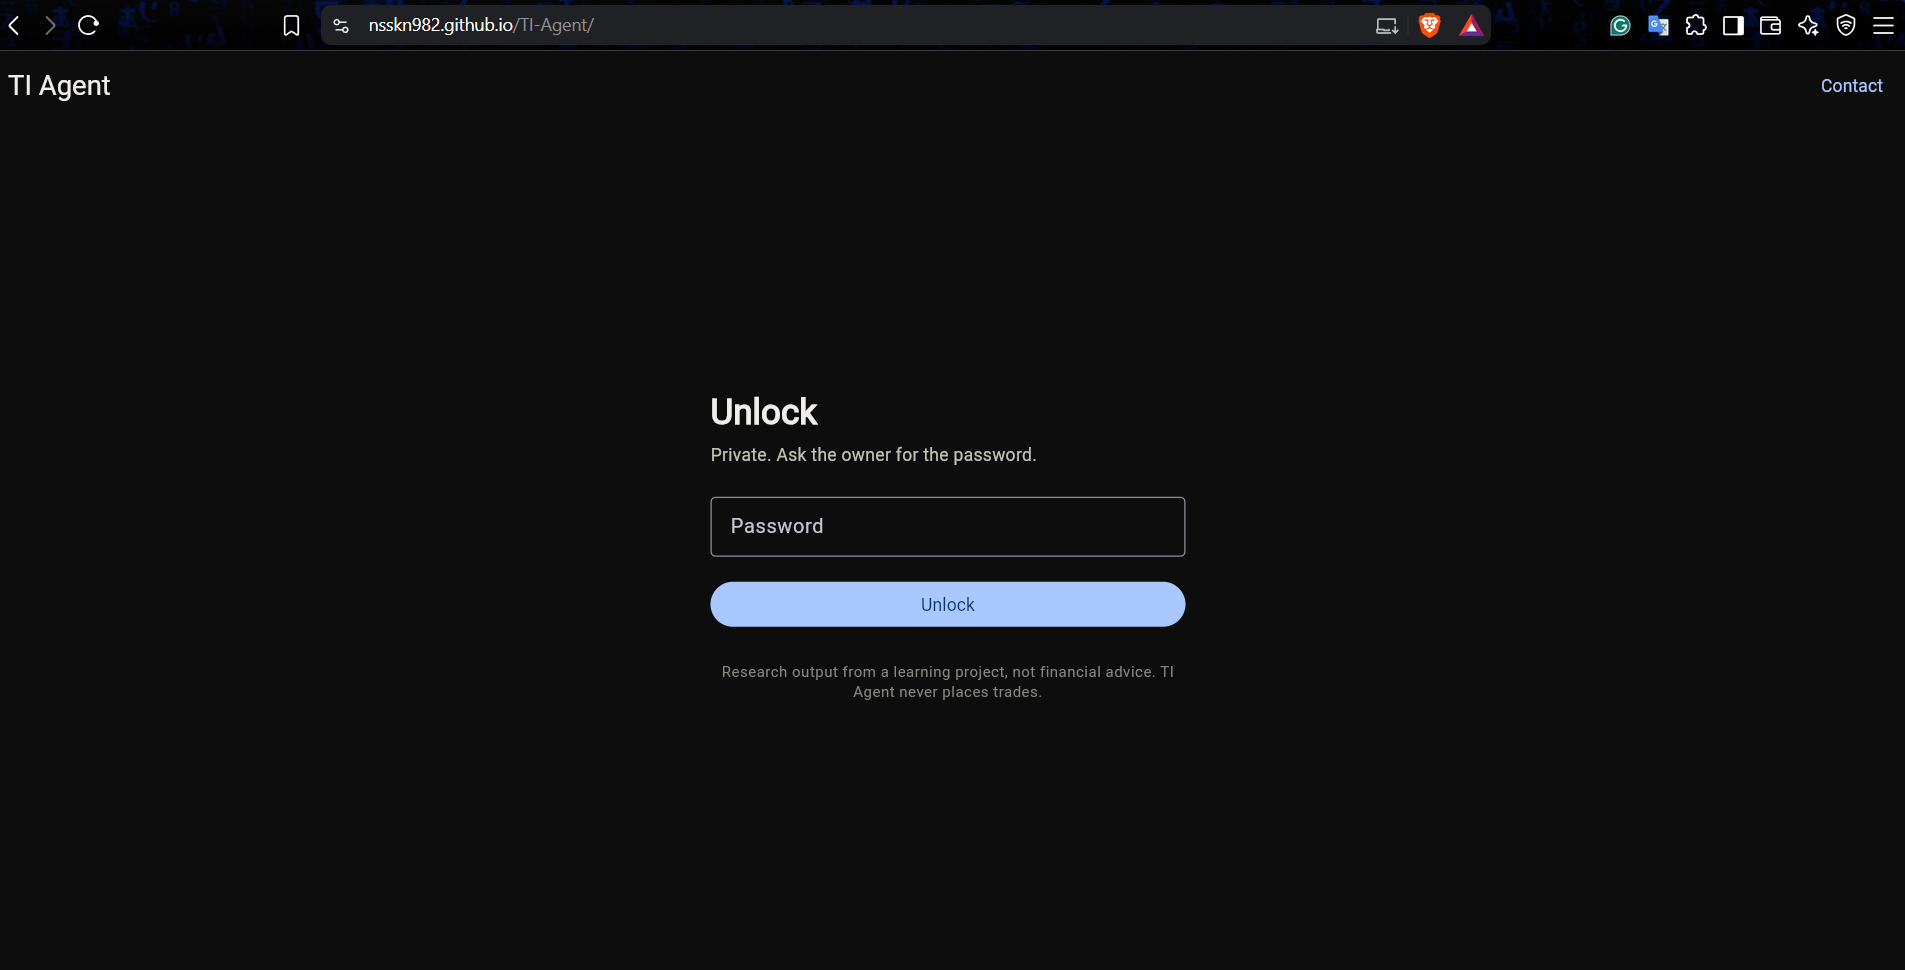 nsskn982.github.io/TI-Agent/
TI Agent
Contact
Unlock
Private. Ask the owner for the password.
Password
Unlock
Research output from a learning project, not financial advice. TI
Agent never places trades.